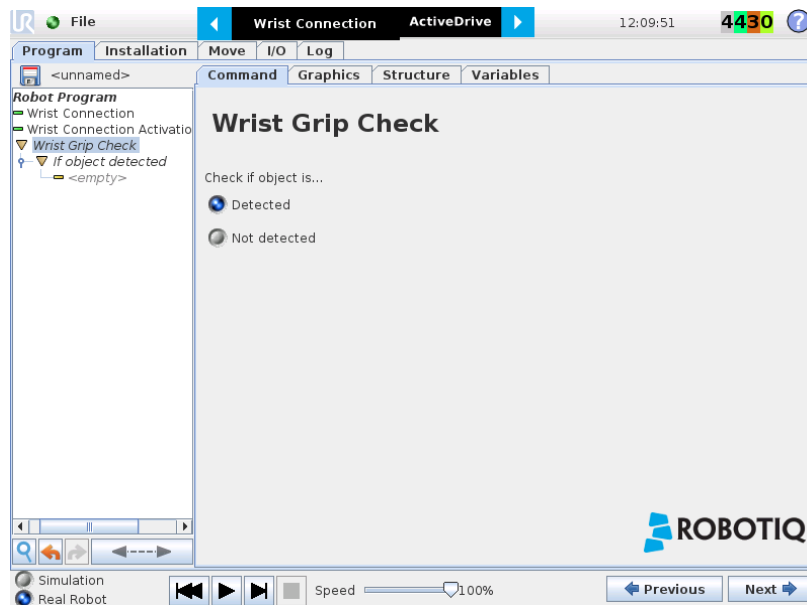 UR File Wrist Connection ActiveDrive 12:09:51 4430 ?
Program Installation Move I/O Log
<unnamed> Command Graphics Structure Variables
Robot Program
Wrist Connection
Wrist Connection Activatio
Wrist Grip Check
If object detected
<empty>
Wrist Grip Check
Check if object is...
Detected
Not detected
ROBOTIQ
Simulation
Real Robot
Speed 100% Previous Next